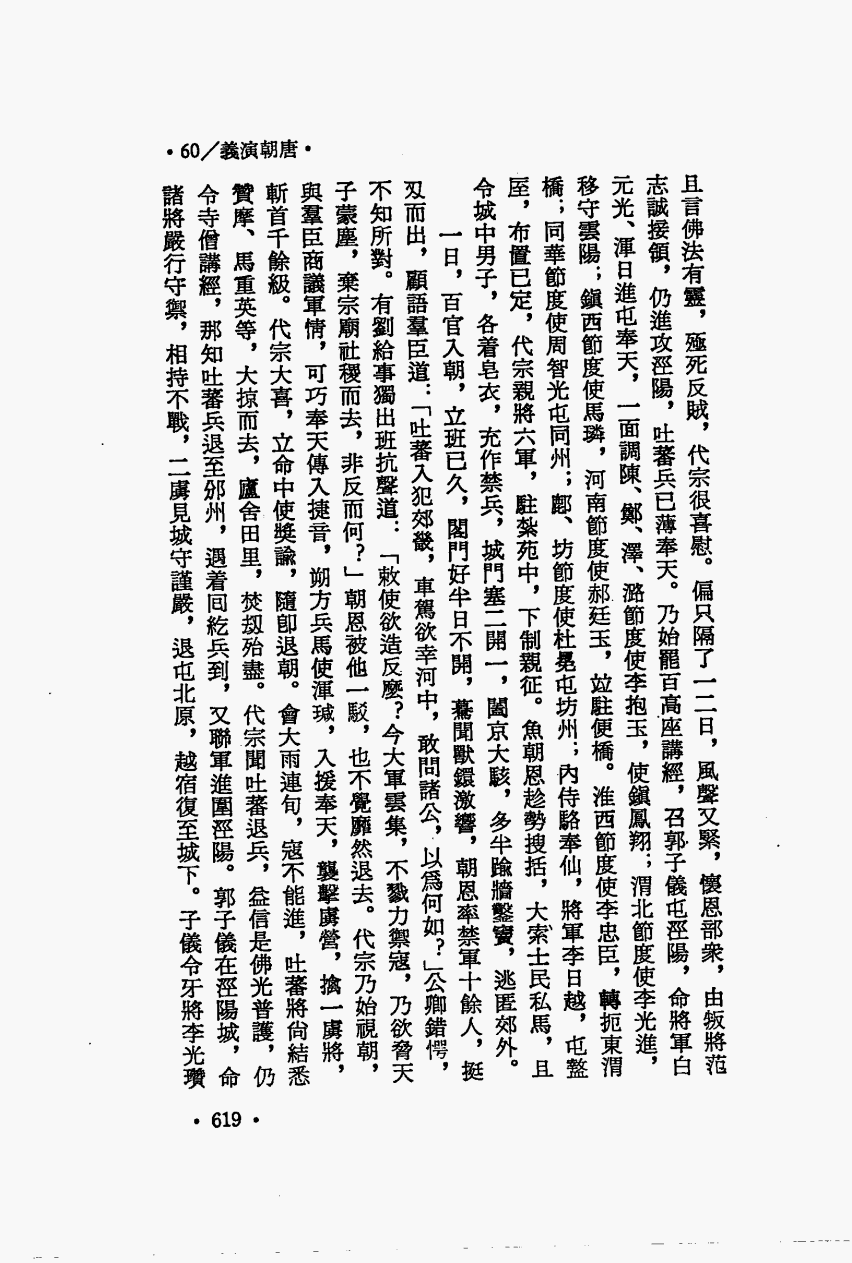 •60／義演朝唐•
且言佛法有靈，殛死反賊，代宗很喜慰。偏只隔了一二日，風聲又緊，懷恩部衆，由叛將范
志誠接領，仍進攻涇陽，吐蕃兵已薄奉天。乃始罷百高座講經，召郭子儀屯涇陽，命將軍白
元光、渾日進屯奉天，一面調陳、鄭、澤、潞節度使李抱玉，使鎭鳳翔；渭北節度使李光進，
移守雲陽；鎭西節度使馬璘，河南節度使郝廷玉，竝駐便橋。淮西節度使李忠臣，轉扼東渭
橋；同華節度使周智光屯同州；鄜、坊節度使杜冕屯坊州；內侍駱奉仙，將軍李日越，屯盩
厔，布置已定，代宗親將六軍，駐紮苑中，下制親征。魚朝恩趁勢搜括，大索士民私馬，且
令城中男子，各着皂衣，充作禁兵，城門塞二開一，闔京大駭，多半踰牆鑿竇，逃匿郊外。
一日，百官入朝，立班已久，閤門好半日不開，驀聞獸鐶激響，朝恩率禁軍十餘人，挺
刄而出，顧語羣臣道：「吐蕃入犯郊畿，車駕欲幸河中，敢問諸公，以爲何如？」公卿錯愕，
不知所對。有劉給事獨出班抗聲道：「敕使欲造反麽？今大軍雲集，不戮力禦寇，乃欲脅天
子蒙塵，棄宗廟社稷而去，非反而何？」朝恩被他一駁，也不覺靡然退去。代宗乃始視朝，
與羣臣商議軍情，可巧奉天傳入捷音，朔方兵馬使渾瑊，入援奉天，襲擊虜營，擒一虜將，
斬首千餘級。代宗大喜，立命中使獎諭，隨卽退朝。會大雨連旬，寇不能進，吐蕃將尙結悉
贊摩、馬重英等，大掠而去，廬舍田里，焚刼殆盡。代宗聞吐蕃退兵，益信是佛光普護，仍
令寺僧講經，那知吐蕃兵退至邠州，遇着囘紇兵到，又聯軍進圍涇陽。郭子儀在涇陽城，命
諸將嚴行守禦，相持不戰，二虜見城守謹嚴，退屯北原，越宿復至城下。子儀令牙將李光瓚
•619•